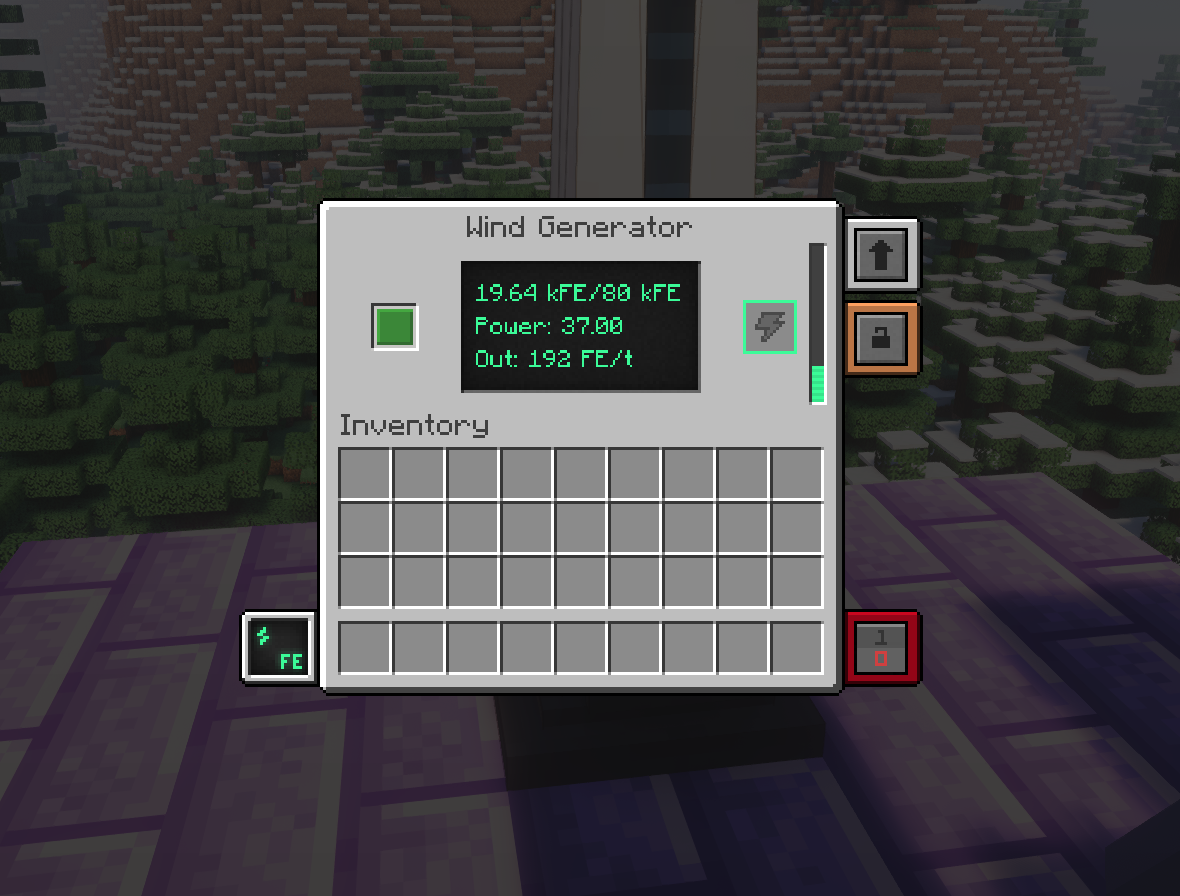 Wind Generator
19.64 kFE/80 kFE
Power: 37.00
Out: 192 FE/t
Inventory
FE
1
0